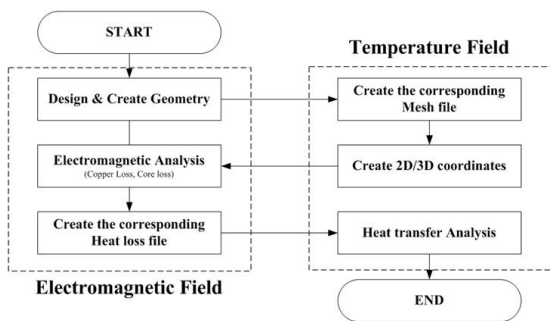 START
Temperature Field
Design & Create Geometry
Create the corresponding
Mesh file
Electromagnetic Analysis
(Copper Loss, Core loss)
Create 2D/3D coordinates
Create the corresponding
Heat loss file
Heat transfer Analysis
Electromagnetic Field
END